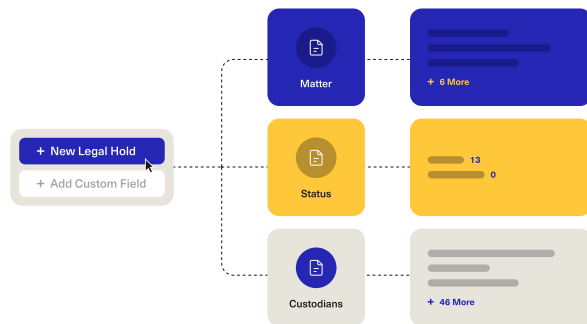 + New Legal Hold
+ Add Custom Field
Matter
+ 6 More
Status
13
0
Custodians
+ 46 More